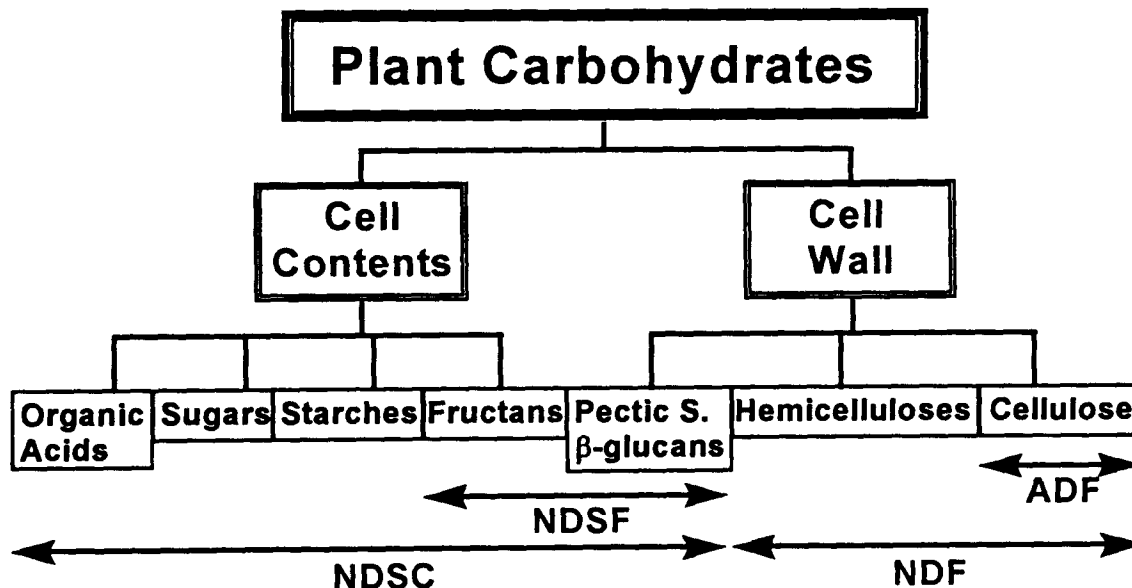 Plant Carbohydrates
Cell
Contents
Cell
Wall
Organic
Acids
Sugars
Starches
Fructans
Pectic S.
β-glucans
Hemicelluloses
Cellulose
ADF
NDSF
NDSC
NDF